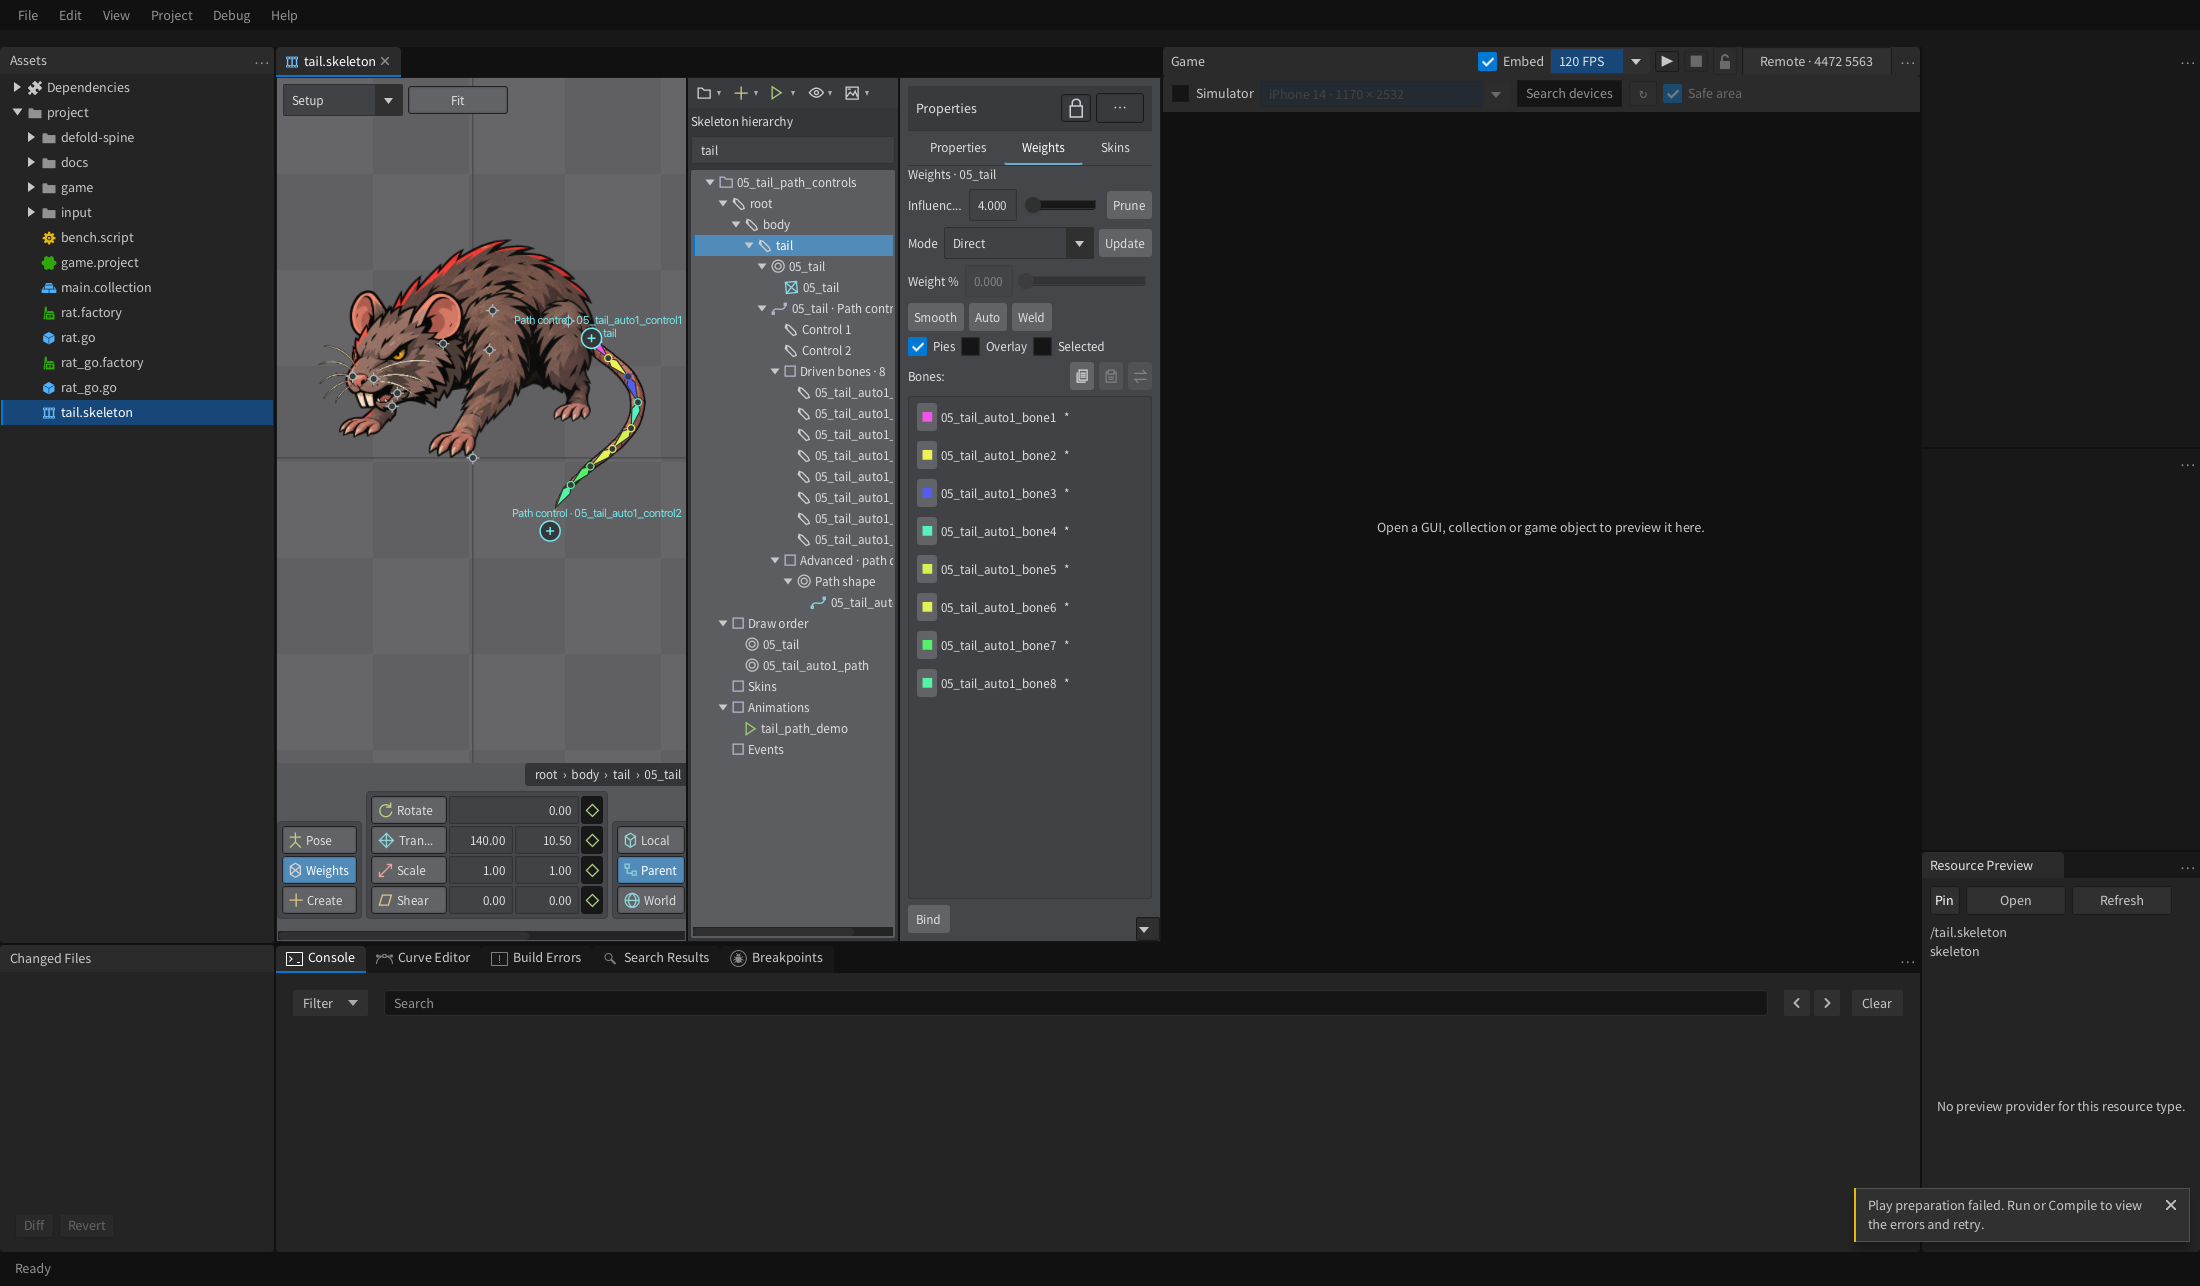 File Edit View Project Debug Help
Assets
Dependencies
project
defold-spine
docs
game
input
bench.script
game.project
main.collection
rat.factory
rat.go
rat_go.factory
rat_go.go
tail.skeleton
Changed Files
Diff Revert
Ready
tail.skeleton
Setup Fit
Path control · 05_tail_auto1_control1
tail
Path control · 05_tail_auto1_control2
root › body › tail › 05_tail
Rotate 0.00
Pose Tran... 140.00 10.50 Local
Weights Scale 1.00 1.00 Parent
Create Shear 0.00 0.00 World
Skeleton hierarchy
tail
05_tail_path_controls
root
body
tail
05_tail
05_tail
05_tail · Path contr
Control 1
Control 2
Driven bones · 8
05_tail_auto1_
05_tail_auto1_
05_tail_auto1_
05_tail_auto1_
05_tail_auto1_
05_tail_auto1_
05_tail_auto1_
05_tail_auto1_
Advanced · path c
Path shape
05_tail_aut
Draw order
05_tail
05_tail_auto1_path
Skins
Animations
tail_path_demo
Events
Properties ...
Properties Weights Skins
Weights · 05_tail
Influenc... 4.000 Prune
Mode Direct Update
Weight % 0.000
Smooth Auto Weld
Pies Overlay Selected
Bones:
05_tail_auto1_bone1 *
05_tail_auto1_bone2 *
05_tail_auto1_bone3 *
05_tail_auto1_bone4 *
05_tail_auto1_bone5 *
05_tail_auto1_bone6 *
05_tail_auto1_bone7 *
05_tail_auto1_bone8 *
Bind
Game Embed 120 FPS Remote · 4472 5563
Simulator iPhone 14 · 1170 × 2532 Search devices Safe area
Open a GUI, collection or game object to preview it here.
Console Curve Editor Build Errors Search Results Breakpoints
Filter Search Clear
Resource Preview
Pin Open Refresh
/tail.skeleton
skeleton
No preview provider for this resource type.
Play preparation failed. Run or Compile to view
the errors and retry.